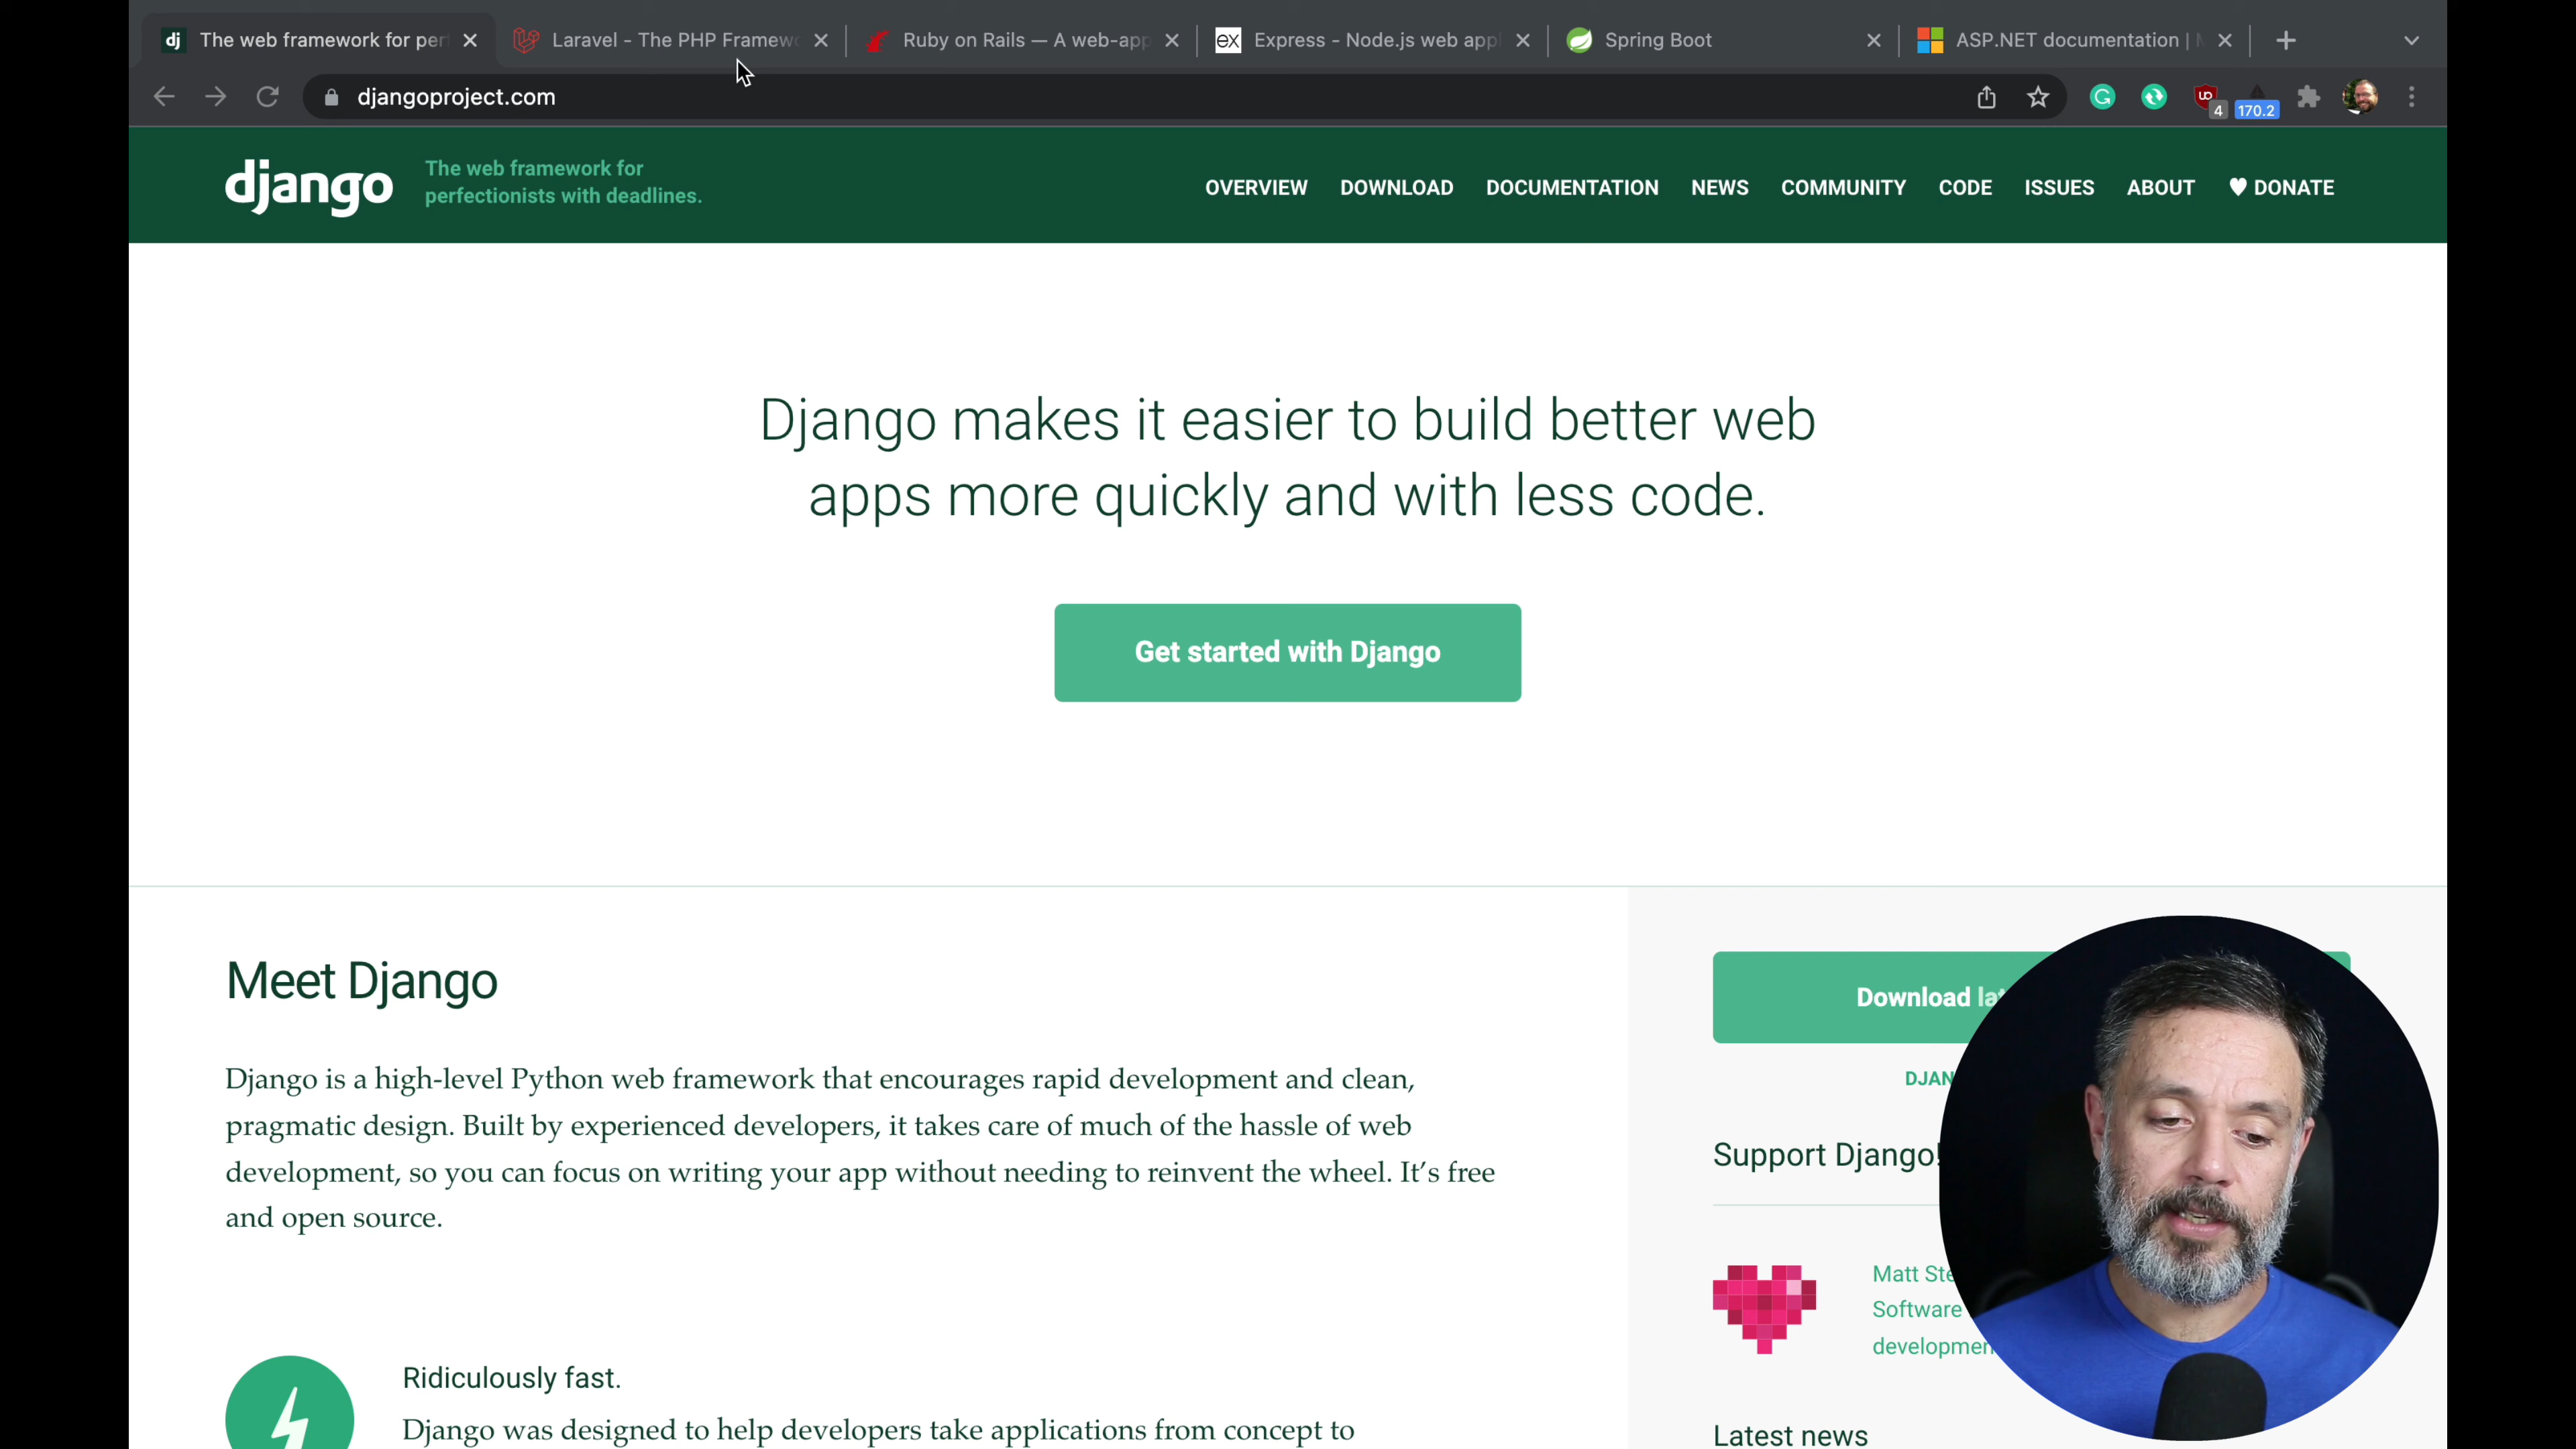 dj The web framework for per
Laravel - The PHP Framewo
Ruby on Rails — A web-app
ex Express - Node.js web appl
Spring Boot
ASP.NET documentation |
djangoproject.com
G
UD
4
170.2
django
The web framework for
perfectionists with deadlines.
OVERVIEW DOWNLOAD DOCUMENTATION NEWS COMMUNITY CODE ISSUES ABOUT DONATE
Django makes it easier to build better web
apps more quickly and with less code.
Get started with Django
Meet Django
Django is a high-level Python web framework that encourages rapid development and clean,
pragmatic design. Built by experienced developers, it takes care of much of the hassle of web
development, so you can focus on writing your app without needing to reinvent the wheel. It’s free
and open source.
Ridiculously fast.
Django was designed to help developers take applications from concept to
Download lat
DJAN
Support Django!
Matt Ste
Software
developmen
Latest news